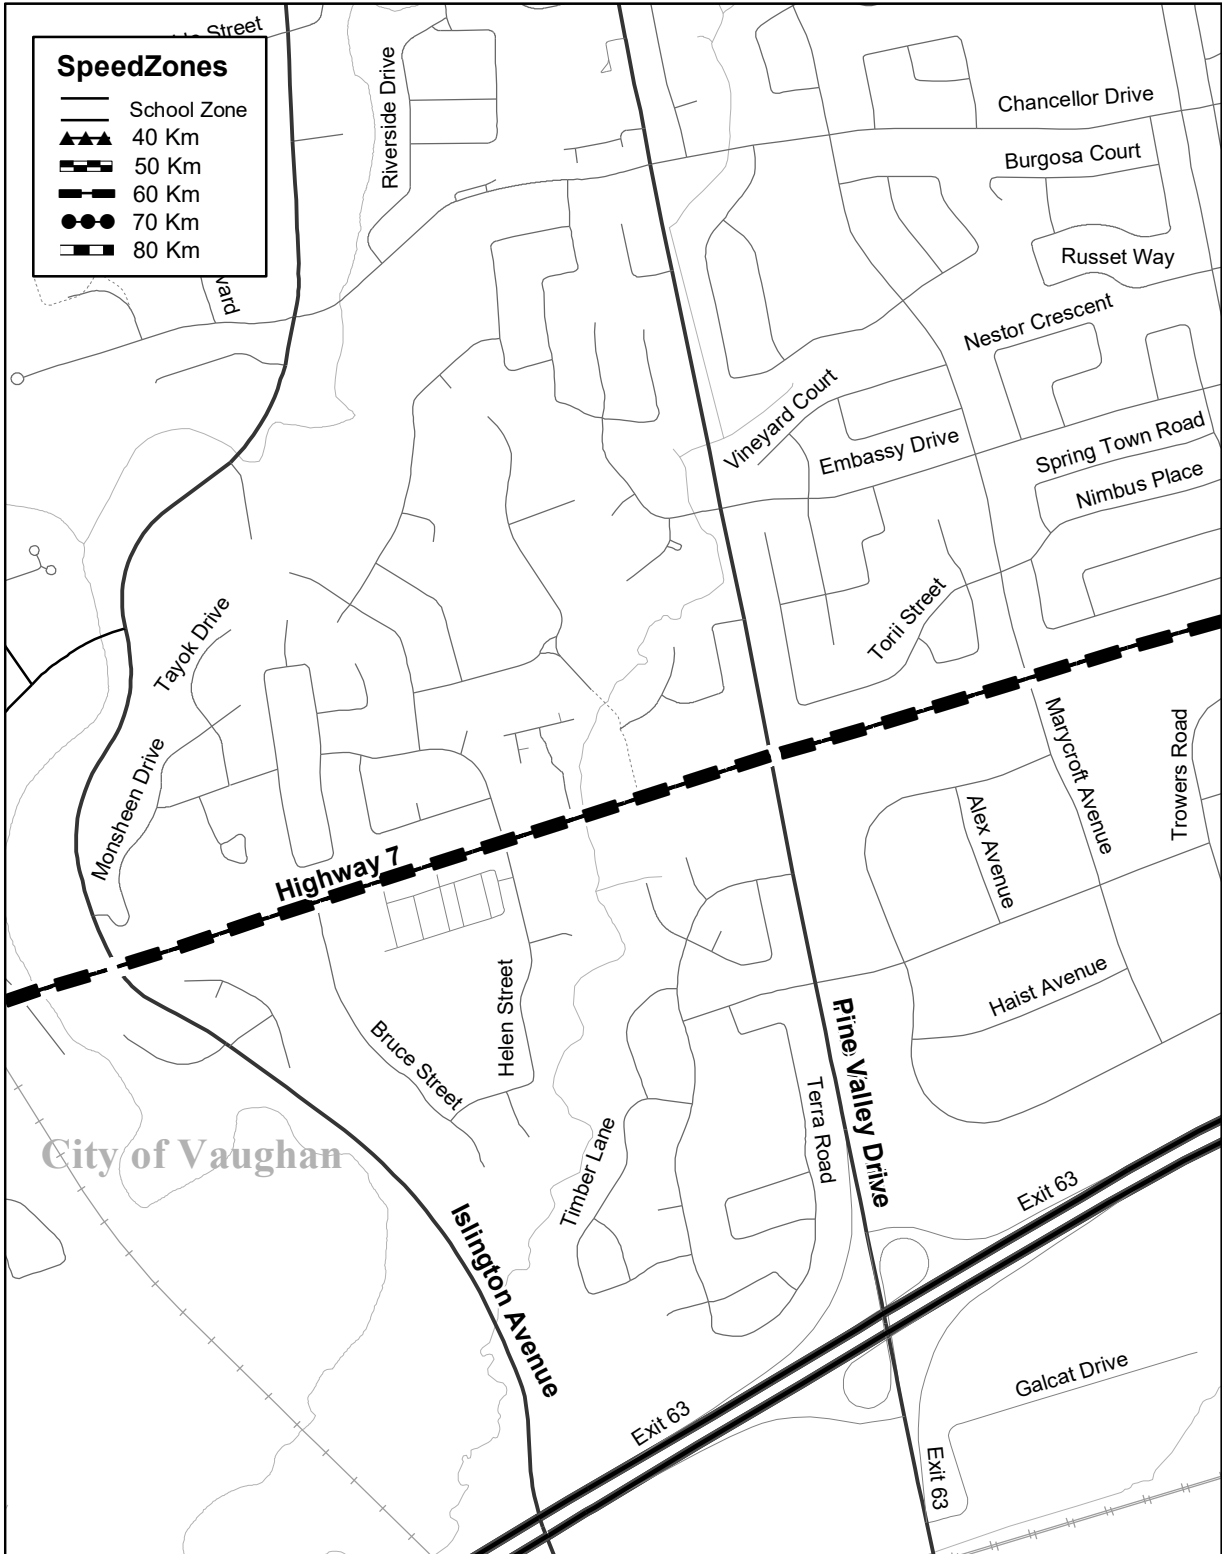 Street
SpeedZones
School Zone
40 Km
50 Km
60 Km
70 Km
80 Km
Riverside Drive
Chancellor Drive
Burgosa Court
Russet Way
Nestor Crescent
Vineyard Court
Embassy Drive
Spring Town Road
Nimbus Place
Torii Street
Tayok Drive
Monsheen Drive
Marycroft Avenue
Trowers Road
Alex Avenue
Highway 7
Haist Avenue
Helen Street
Bruce Street
Pine Valley Drive
Terra Road
Timber Lane
City of Vaughan
Islington Avenue
Exit 63
Exit 63
Galcat Drive
Exit 63